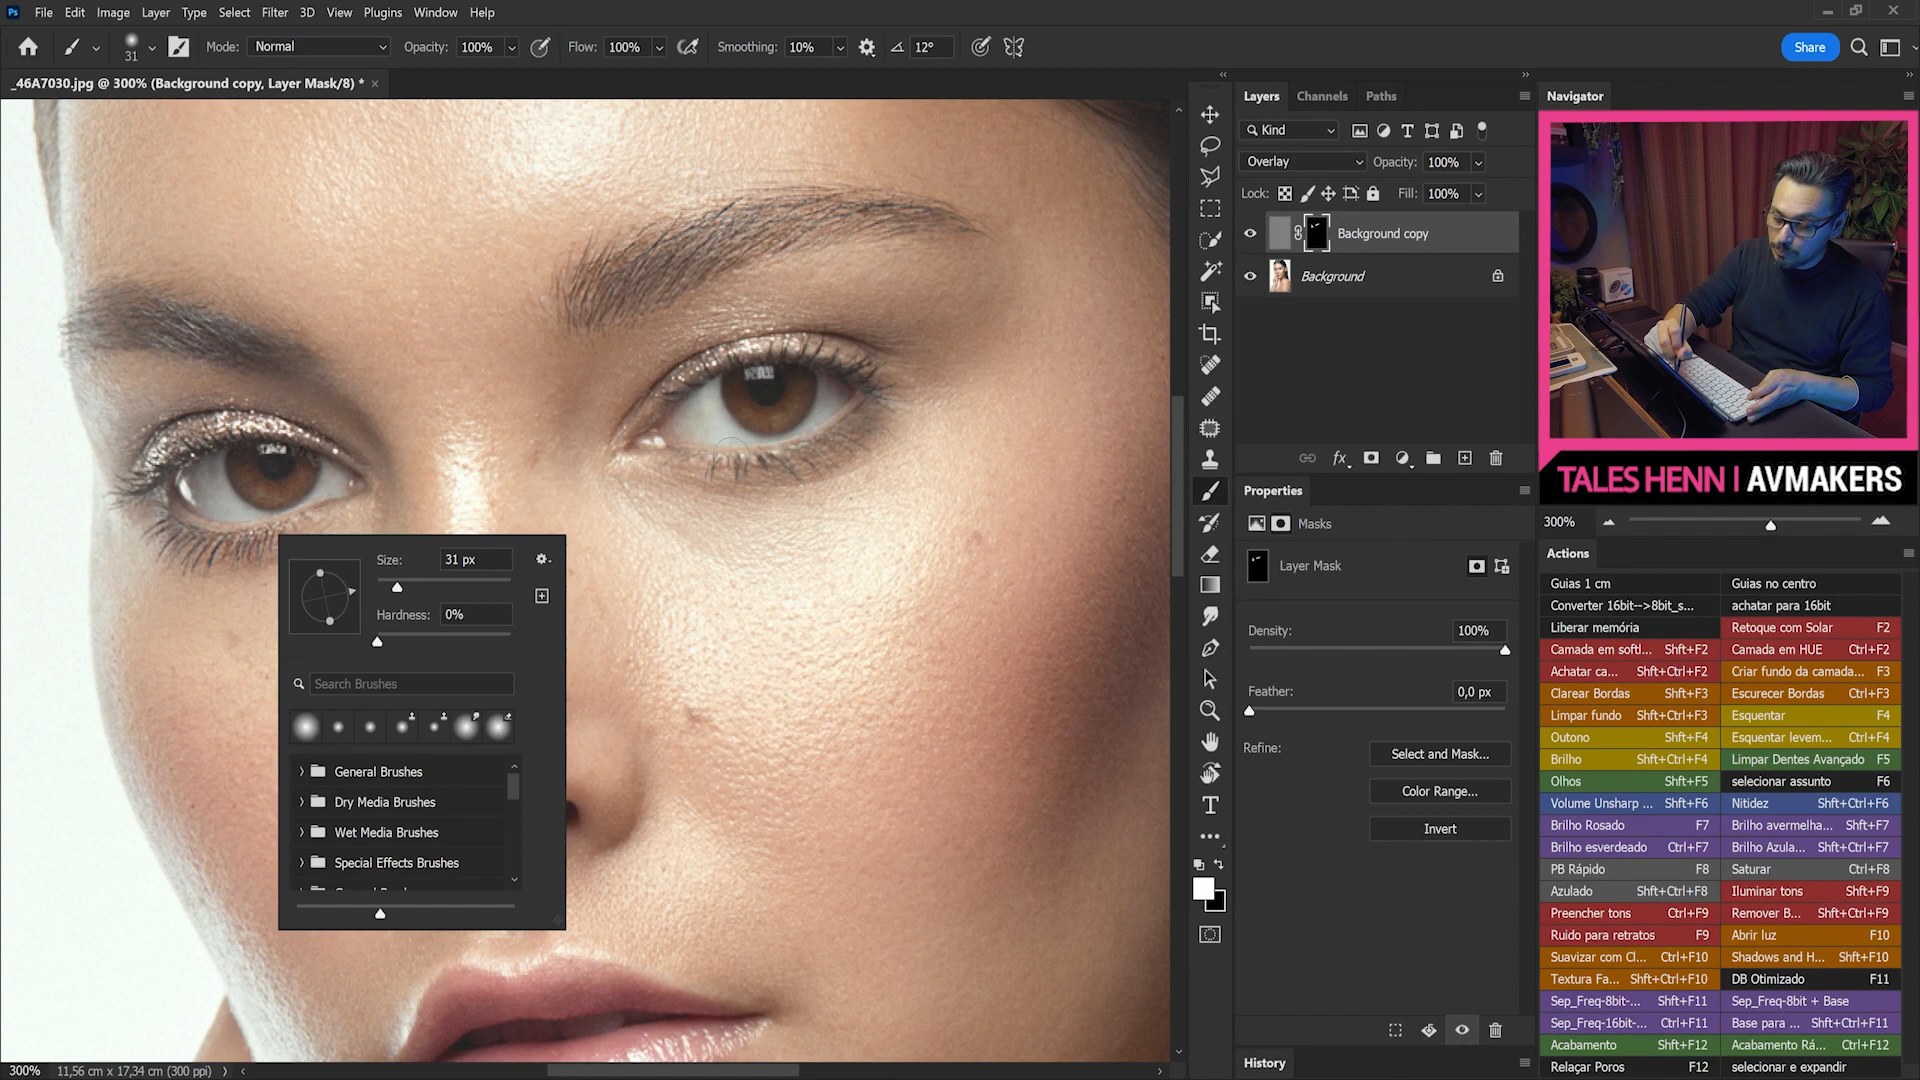 Ps File Edit Image Layer Type Select Filter 3D View Plugins Window Help
31 Mode: Normal Opacity: 100% Flow: 100% Smoothing: 10% 12° Share
_46A7030.jpg @ 300% (Background copy, Layer Mask/8) * ×
Layers Channels Paths
Kind
Overlay Opacity: 100%
Lock: Fill: 100%
Background copy
Background
Properties
Masks
Layer Mask
Density: 100%
Feather: 0,0 px
Refine: Select and Mask...
Color Range...
Invert
History
Size: 31 px
Hardness: 0%
Search Brushes
General Brushes
Dry Media Brushes
Wet Media Brushes
Special Effects Brushes
Navigator
TALES HENN | AVMAKERS
300%
Actions
Guias 1 cm Guias no centro
Converter 16bit-->8bit_s... achatar para 16bit
Liberar memória Retoque com Solar F2
Camada em softl... Shft+F2 Camada em HUE Ctrl+F2
Achatar ca... Shft+Ctrl+F2 Criar fundo da camada... F3
Clarear Bordas Shft+F3 Escurecer Bordas Ctrl+F3
Limpar fundo Shft+Ctrl+F3 Esquentar F4
Outono Shft+F4 Esquentar levem... Ctrl+F4
Brilho Shft+Ctrl+F4 Limpar Dentes Avançado F5
Olhos Shft+F5 selecionar assunto F6
Volume Unsharp ... Shft+F6 Nitidez Shft+Ctrl+F6
Brilho Rosado F7 Brilho avermelha... Shft+F7
Brilho esverdeado Ctrl+F7 Brilho Azula... Shft+Ctrl+F7
PB Rápido F8 Saturar Ctrl+F8
Azulado Shft+Ctrl+F8 Iluminar tons Shft+F9
Preencher tons Ctrl+F9 Remover B... Shft+Ctrl+F9
Ruido para retratos F9 Abrir luz F10
Suavizar com Cl... Ctrl+F10 Shadows and H... Shft+F10
Textura Fa... Shft+Ctrl+F10 DB Otimizado F11
Sep_Freq-8bit-... Shft+F11 Sep_Freq-8bit + Base
Sep_Freq-16bit-... Ctrl+F11 Base para ... Shft+Ctrl+F11
Acabamento Shft+F12 Acabamento Rá... Ctrl+F12
Relaçar Poros F12 selecionar e expandir
300% 11,56 cm x 17,34 cm (300 ppi)